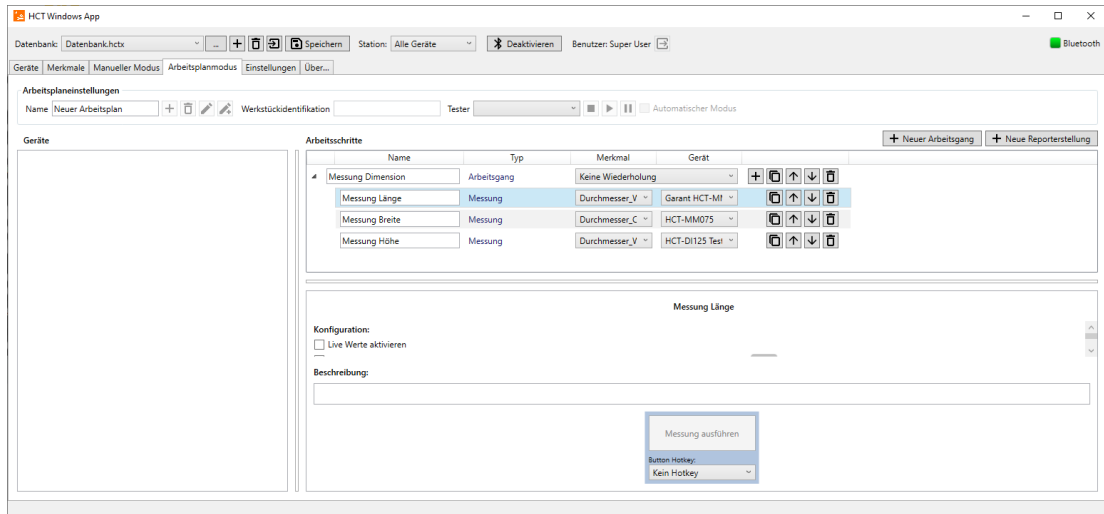 HCT Windows App
Datenbank: Datenbank.hctx ... Speichern Station: Alle Geräte Deaktivieren Benutzer: Super User Bluetooth
Geräte Merkmale Manueller Modus Arbeitsplanmodus Einstellungen Über...
Arbeitsplaneinstellungen
Name Neuer Arbeitsplan Werkstückidentifikation Tester Automatischer Modus
Geräte Arbeitsschritte Neuer Arbeitsgang Neue Reporterstellung
Name Typ Merkmal Gerät
Messung Dimension Arbeitsgang Keine Wiederholung
Messung Länge Messung Durchmesser_V Garant HCT-MM
Messung Breite Messung Durchmesser_C HCT-MM075
Messung Höhe Messung Durchmesser_V HCT-DI125 Test
Messung Länge
Konfiguration:
Live Werte aktivieren
Beschreibung:
Messung ausführen
Button Hotkey:
Kein Hotkey